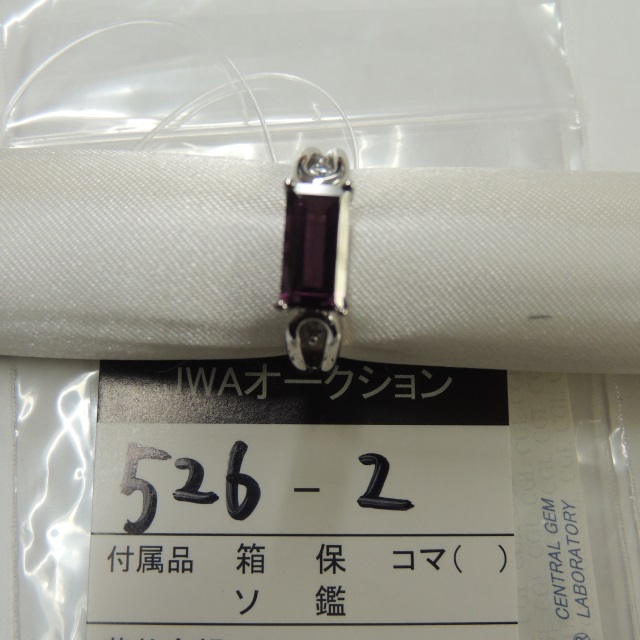 IWAオークション
526-2
付属品 箱 保 コマ( )
ソ 鑑
CENTRAL GEM
LABORATORY